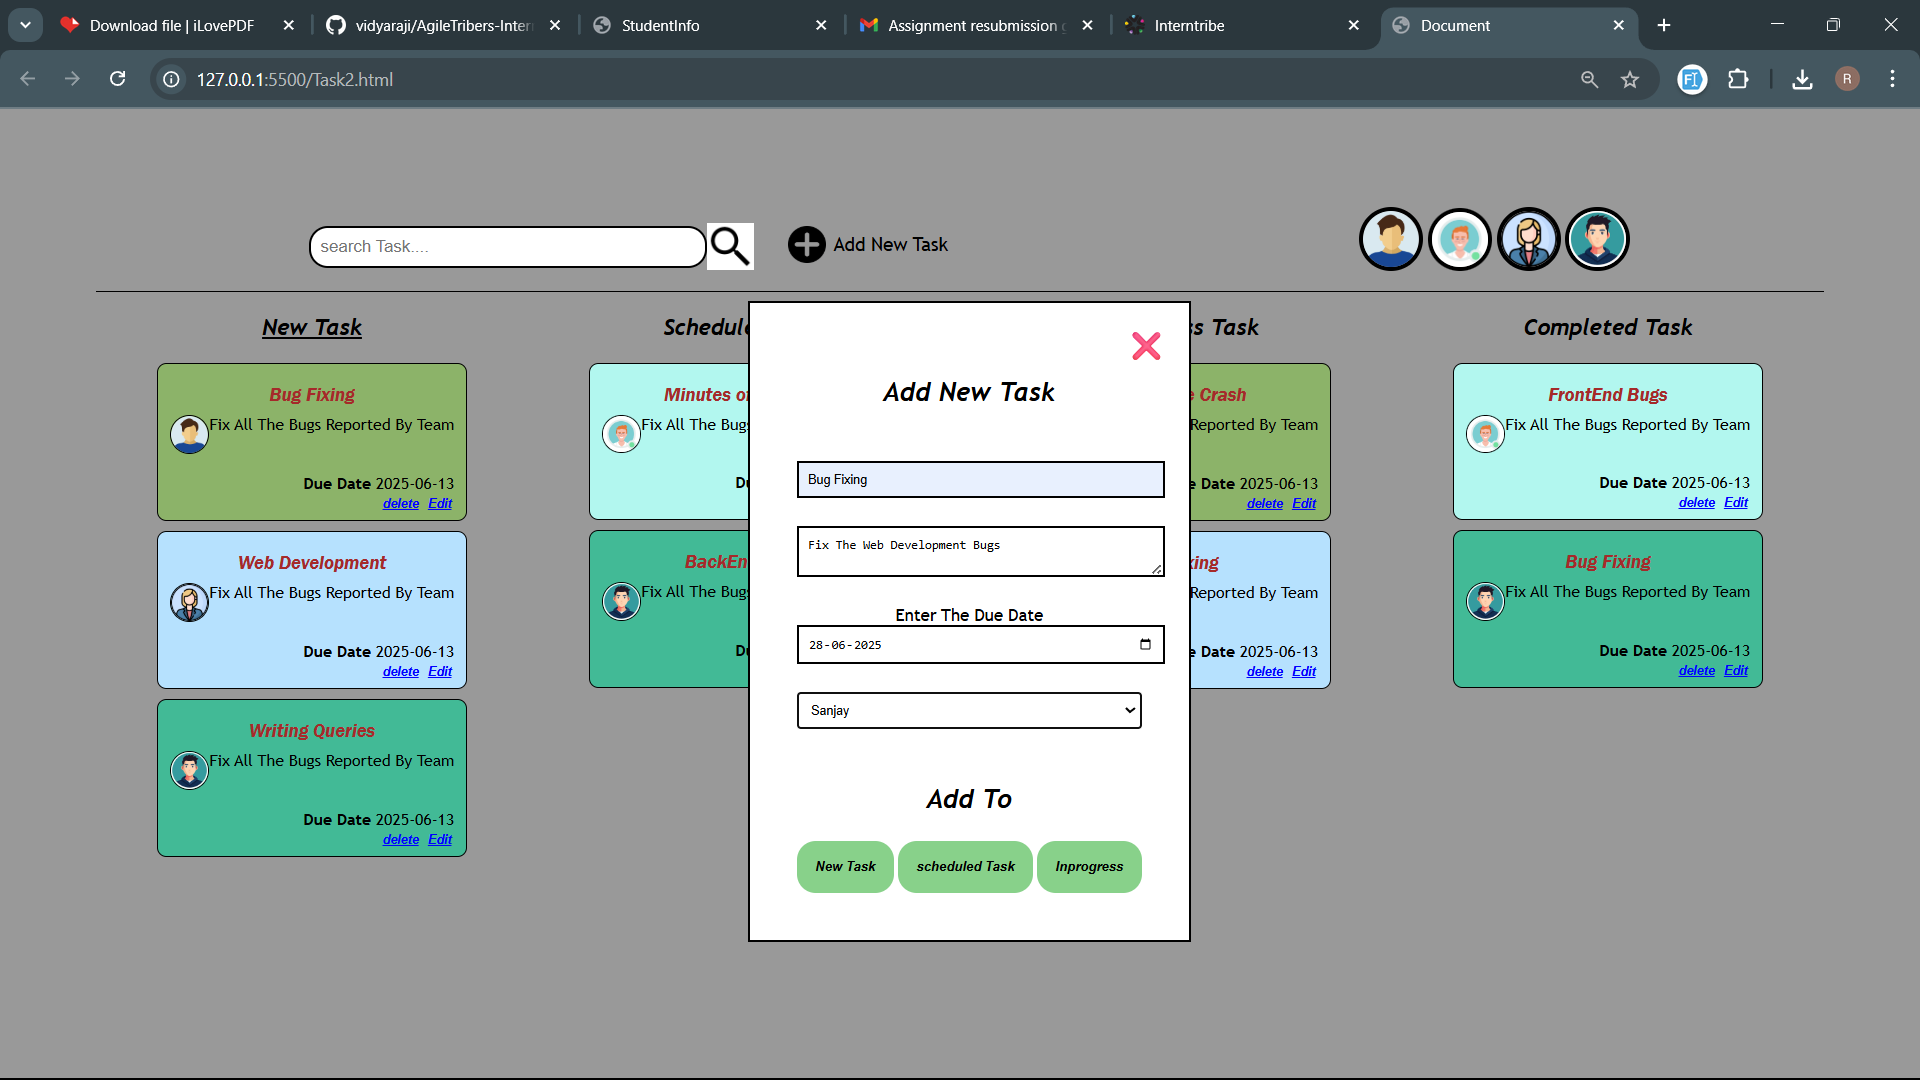 Download file | iLovePDF
vidyaraji/AgileTribers-Inter
StudentInfo
Assignment resubmission
Interntribe
Document
127.0.0.1:5500/Task2.html
R
search Task....
Add New Task
New Task
Schedule
s Task
Completed Task
Bug Fixing
Fix All The Bugs Reported By Team
Due Date 2025-06-13
delete Edit
Web Development
Fix All The Bugs Reported By Team
Due Date 2025-06-13
delete Edit
Writing Queries
Fix All The Bugs Reported By Team
Due Date 2025-06-13
delete Edit
Minutes of
Fix All The Bugs
Du
BackEn
Fix All The Bugs
Du
Add New Task
Bug Fixing
Fix The Web Development Bugs
Enter The Due Date
28-06-2025
Sanjay
Add To
New Task
scheduled Task
Inprogress
e Crash
Reported By Team
e Date 2025-06-13
delete Edit
king
Reported By Team
e Date 2025-06-13
delete Edit
FrontEnd Bugs
Fix All The Bugs Reported By Team
Due Date 2025-06-13
delete Edit
Bug Fixing
Fix All The Bugs Reported By Team
Due Date 2025-06-13
delete Edit